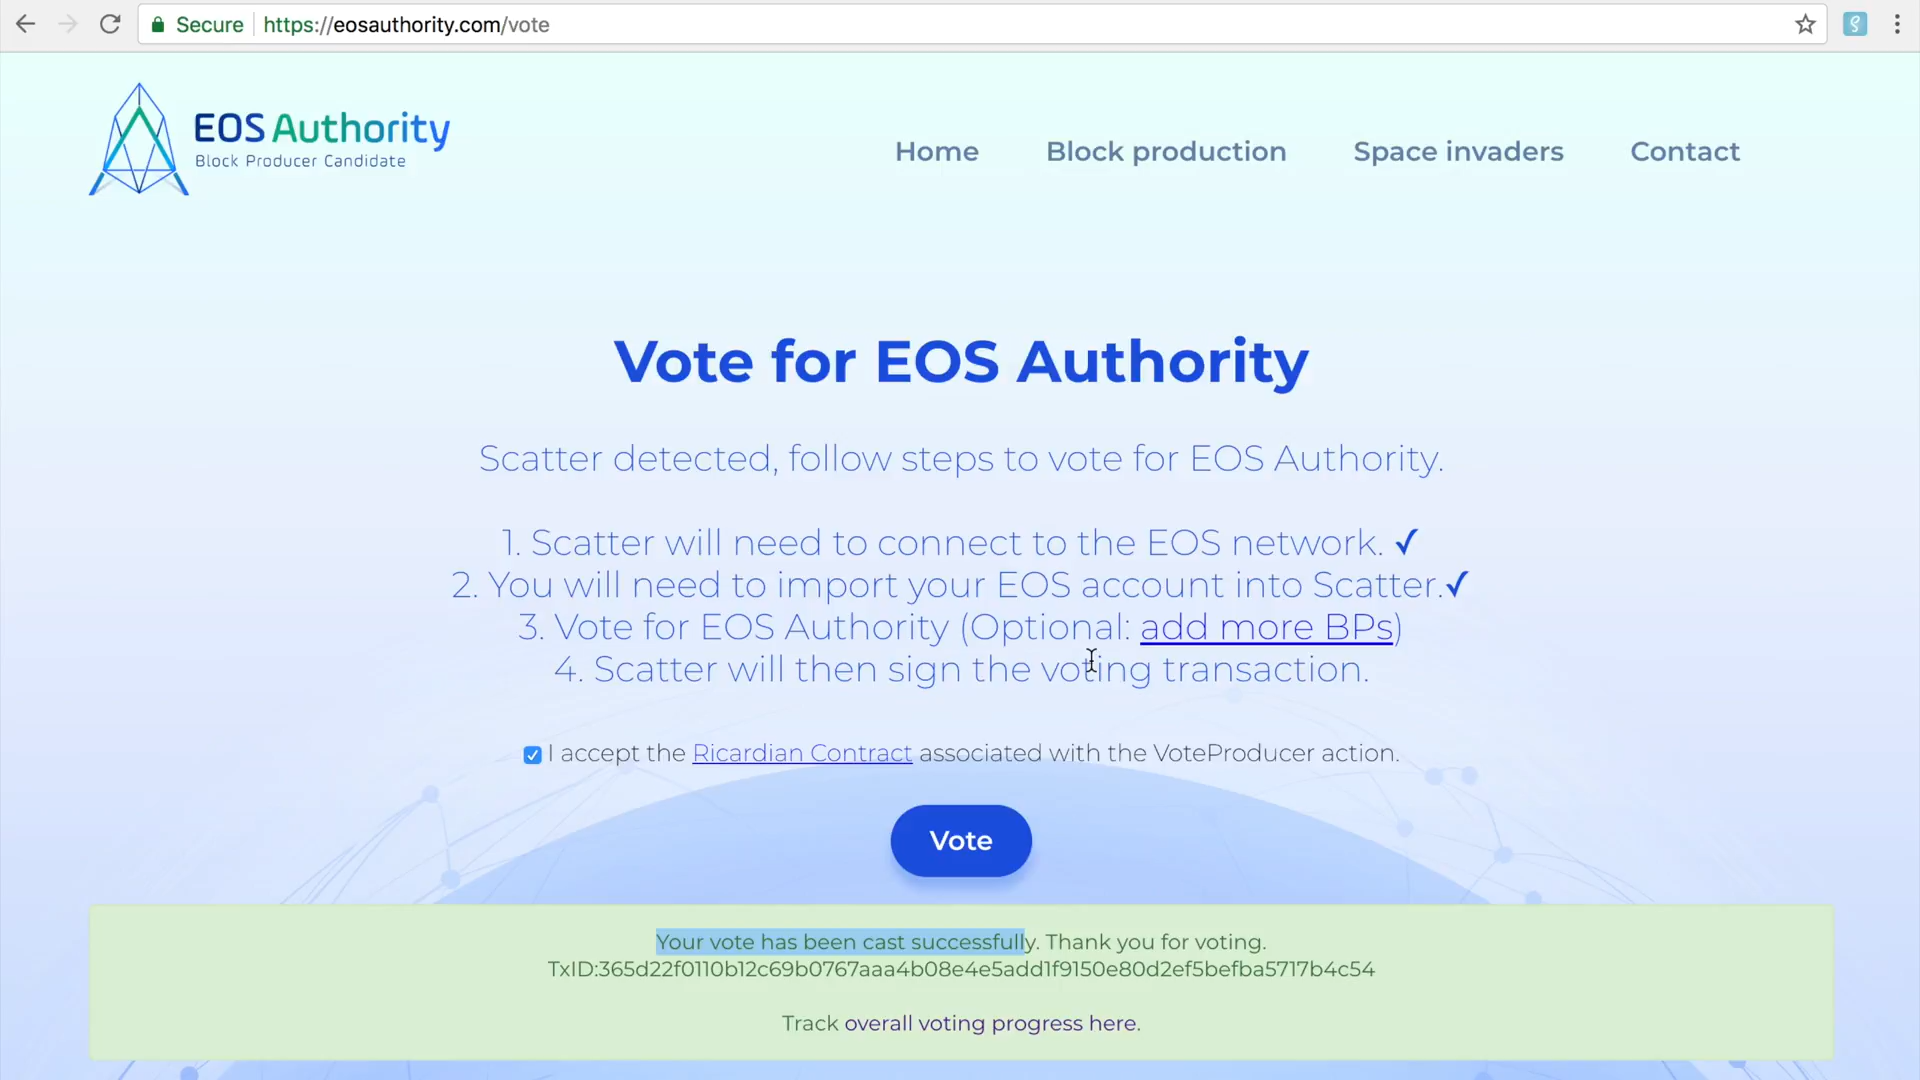 Secure https://eosauthority.com/vote
EOS Authority
Block Producer Candidate
Home Block production Space invaders Contact
Vote for EOS Authority
Scatter detected, follow steps to vote for EOS Authority.
1. Scatter will need to connect to the EOS network. ✓
2. You will need to import your EOS account into Scatter.✓
3. Vote for EOS Authority (Optional: add more BPs)
4. Scatter will then sign the voting transaction.
I accept the Ricardian Contract associated with the VoteProducer action.
Vote
Your vote has been cast successfully. Thank you for voting.
TxID:365d22f0110b12c69b0767aaa4b08e4e5add1f9150e80d2ef5befba5717b4c54
Track overall voting progress here.